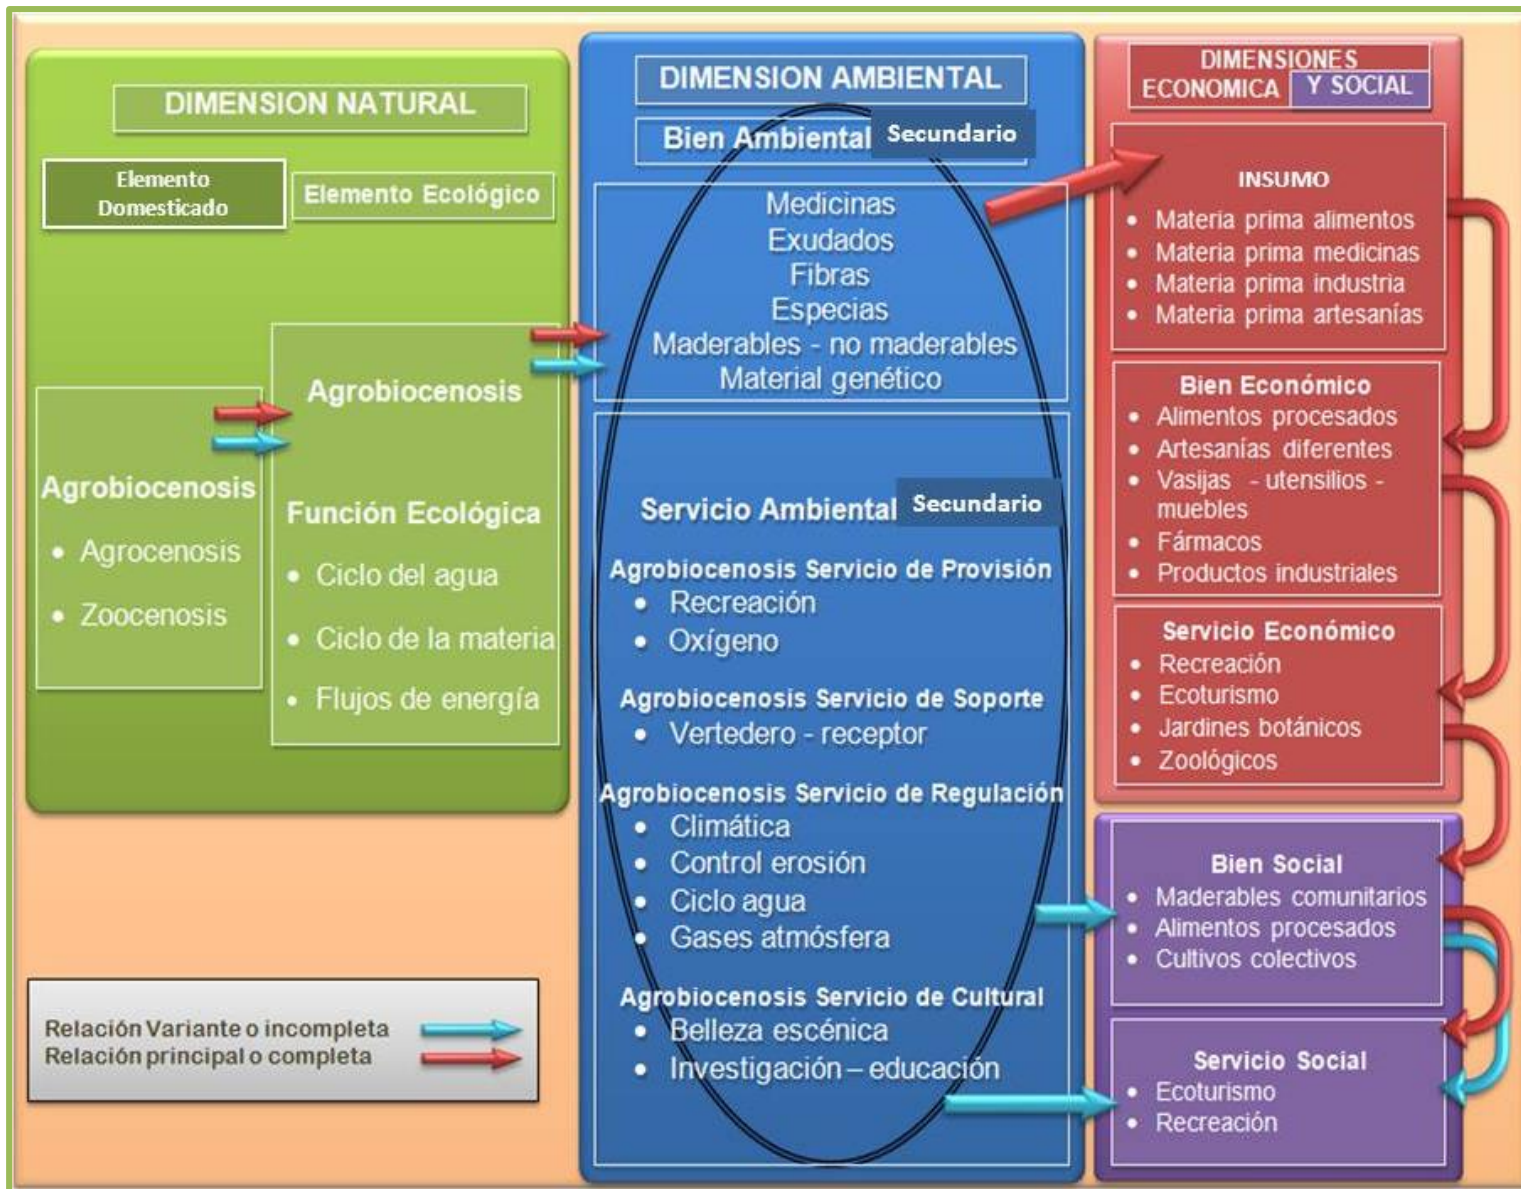 DIMENSION NATURAL
Elemento
Domesticado
Elemento Ecológico
Agrobiocenosis
• Agrocenosis
• Zoocenosis
Agrobiocenosis
Función Ecológica
• Ciclo del agua
• Ciclo de la materia
• Flujos de energía
Relación Variante o incompleta
Relación principal o completa
DIMENSION AMBIENTAL
Bien Ambiental Secundario
Medicinas
Exudados
Fibras
Especias
Maderables - no maderables
Material genético
Servicio Ambiental Secundario
Agrobiocenosis Servicio de Provisión
• Recreación
• Oxígeno
Agrobiocenosis Servicio de Soporte
• Vertedero - receptor
Agrobiocenosis Servicio de Regulación
• Climática
• Control erosión
• Ciclo agua
• Gases atmósfera
Agrobiocenosis Servicio de Cultural
• Belleza escénica
• Investigación – educación
DIMENSIONES
ECONOMICA Y SOCIAL
INSUMO
• Materia prima alimentos
• Materia prima medicinas
• Materia prima industria
• Materia prima artesanías
Bien Económico
• Alimentos procesados
• Artesanías diferentes
• Vasijas - utensilios -
muebles
• Fármacos
• Productos industriales
Servicio Económico
• Recreación
• Ecoturismo
• Jardines botánicos
• Zoológicos
Bien Social
• Maderables comunitarios
• Alimentos procesados
• Cultivos colectivos
Servicio Social
• Ecoturismo
• Recreación